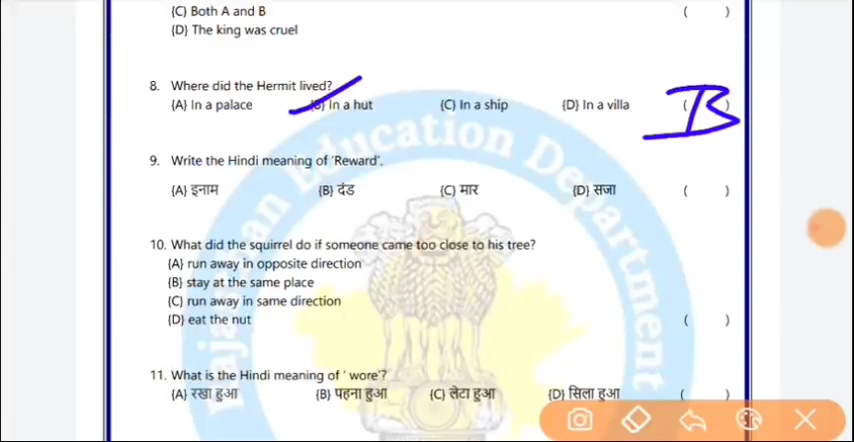 {C} Both A and B ( )
{D} The king was cruel
8. Where did the Hermit lived?
{A} In a palace {B} In a hut {C} In a ship {D} In a villa ( B )
9. Write the Hindi meaning of 'Reward'.
{A} इनाम {B} दंड {C} मार {D} सजा ( )
10. What did the squirrel do if someone came too close to his tree?
{A} run away in opposite direction
{B} stay at the same place
{C} run away in same direction
{D} eat the nut ( )
11. What is the Hindi meaning of ' wore'?
{A} रखा हुआ {B} पहना हुआ {C} लेटा हुआ {D} सिला हुआ ( )
Rajasthan Education Department